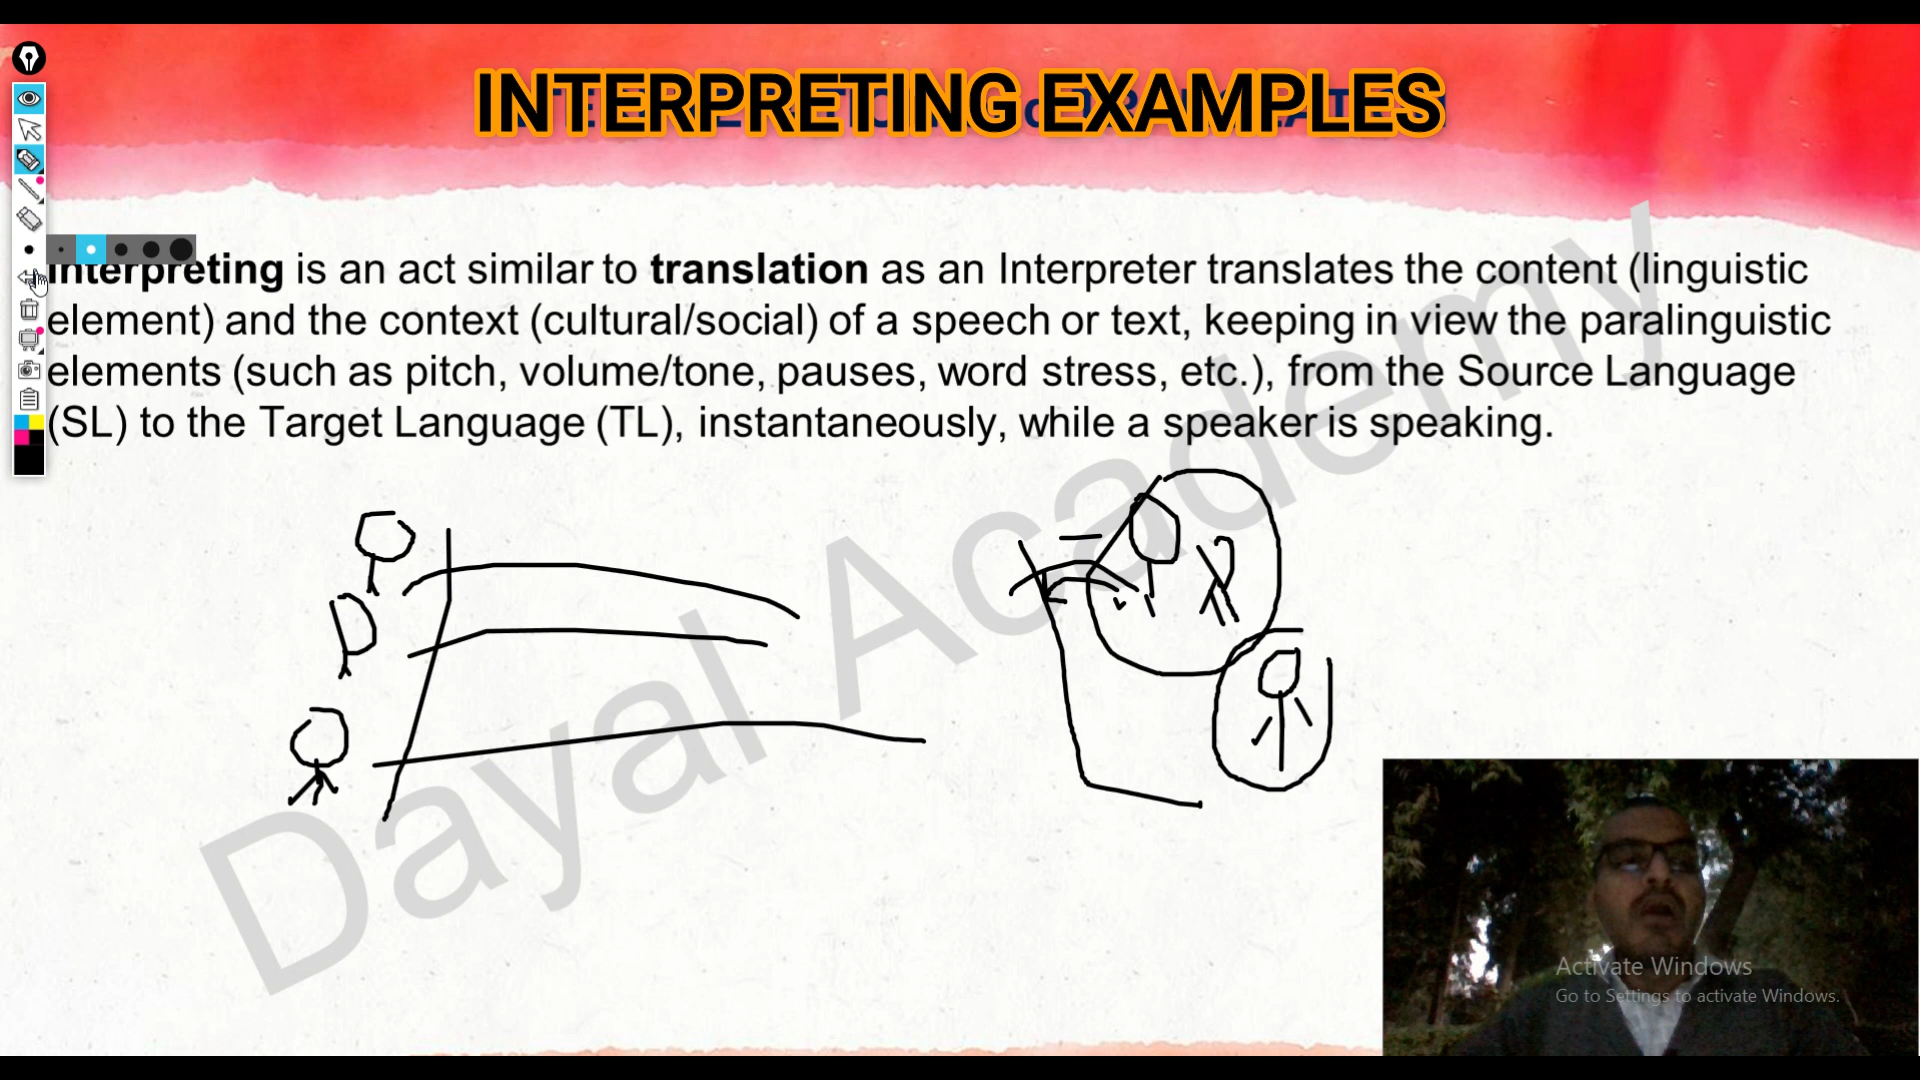 INTERPRETING EXAMPLES
Interpreting is an act similar to translation as an Interpreter translates the content (linguistic
element) and the context (cultural/social) of a speech or text, keeping in view the paralinguistic
elements (such as pitch, volume/tone, pauses, word stress, etc.), from the Source Language
(SL) to the Target Language (TL), instantaneously, while a speaker is speaking.
Dayal Academy
Activate Windows
Go to Settings to activate Windows.